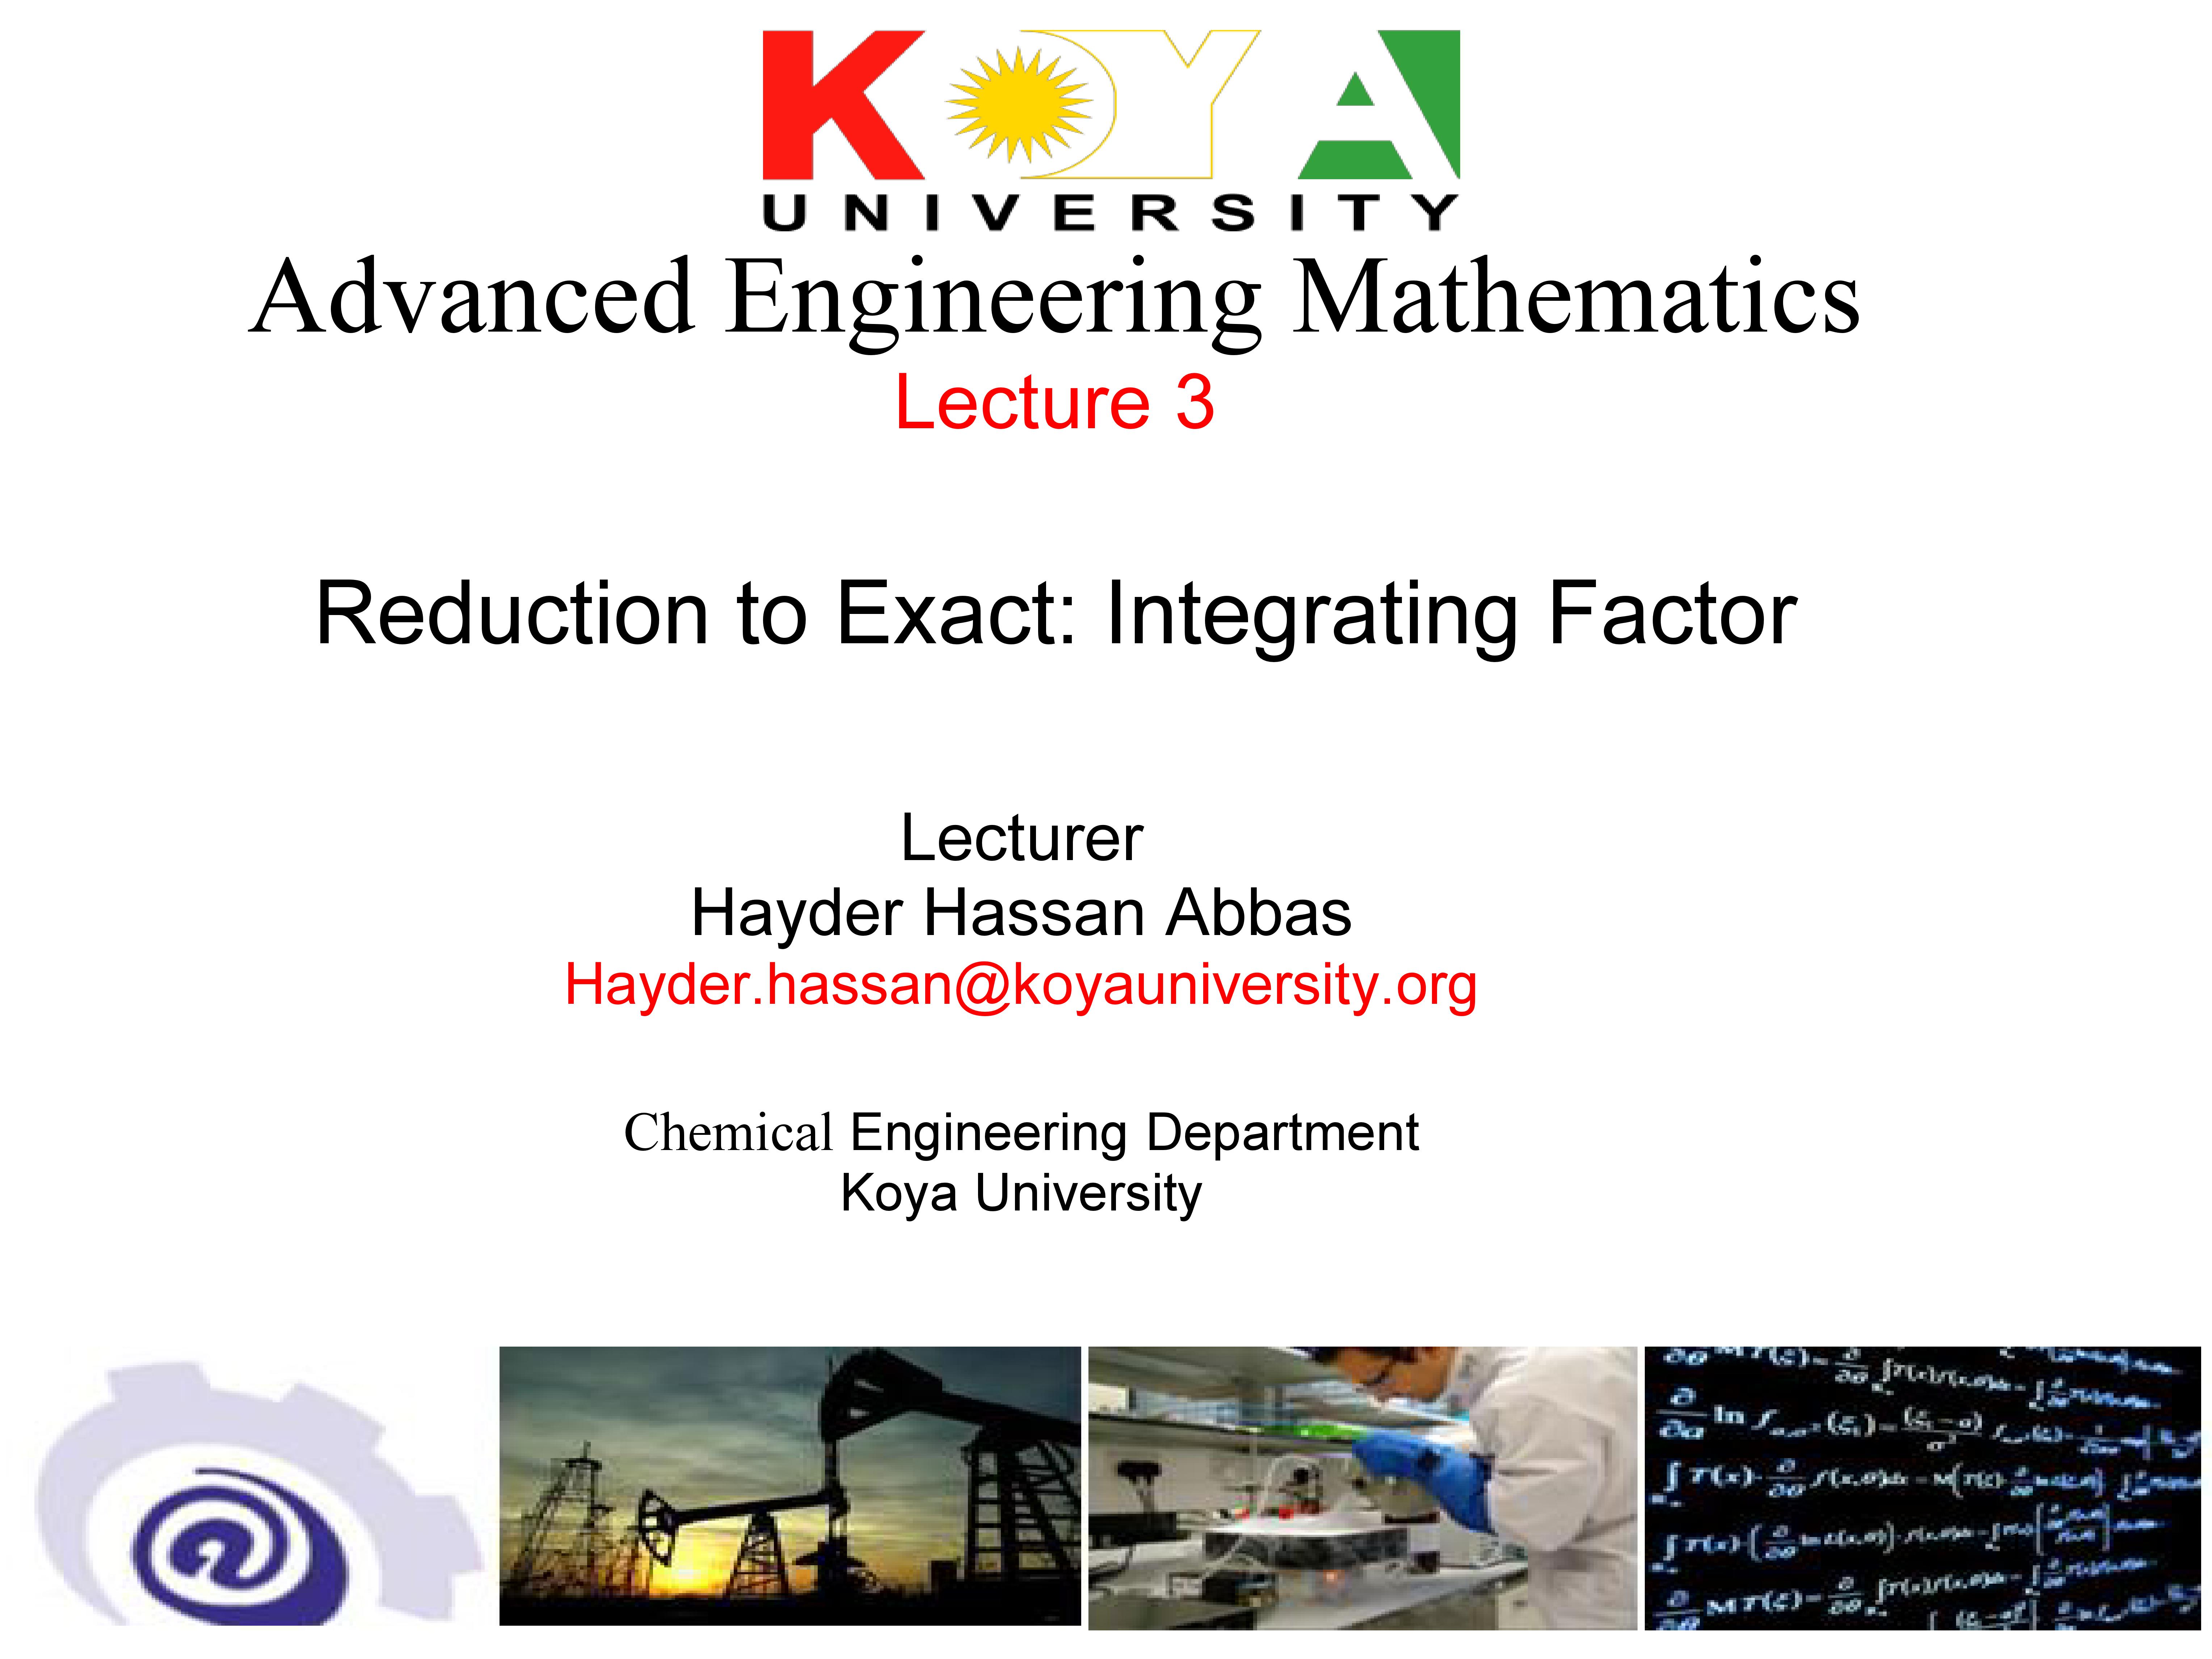 KOYA
UNIVERSITY
Advanced Engineering Mathematics
Lecture 3
Reduction to Exact: Integrating Factor
Lecturer
Hayder Hassan Abbas
Hayder.hassan@koyauniversity.org
Chemical Engineering Department
Koya University